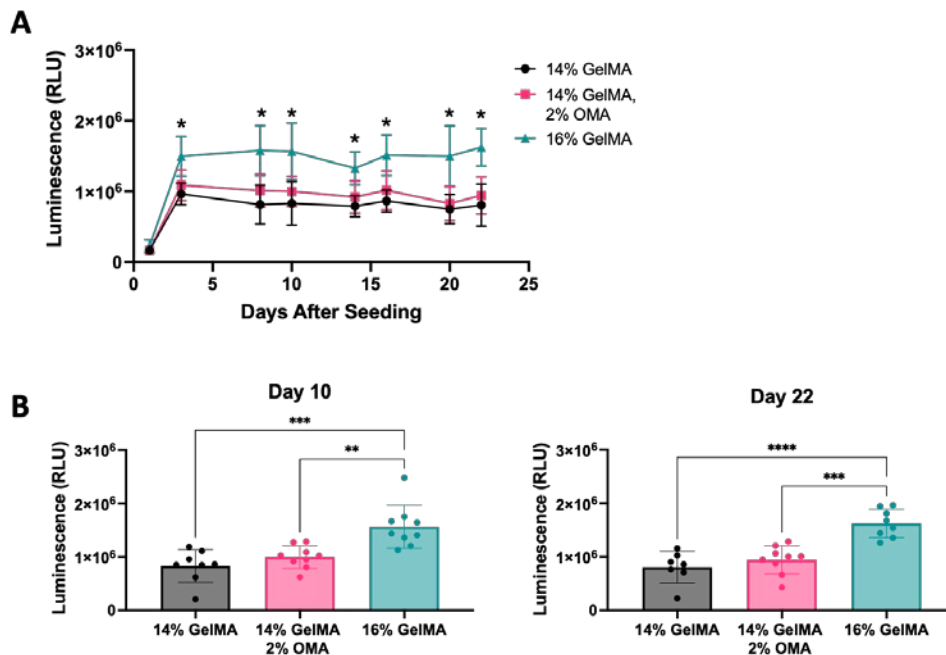 A
Luminescence (RLU)
3×10⁶
2×10⁶
1×10⁶
0
0 5 10 15 20 25
Days After Seeding
* * * * * * *
14% GelMA
14% GelMA,
2% OMA
16% GelMA
B
Day 10
Luminescence (RLU)
3×10⁶
2×10⁶
1×10⁶
0
***
**
14% GelMA 14% GelMA 16% GelMA
2% OMA
Day 22
Luminescence (RLU)
3×10⁶
2×10⁶
1×10⁶
0
****
***
14% GelMA 14% GelMA 16% GelMA
2% OMA